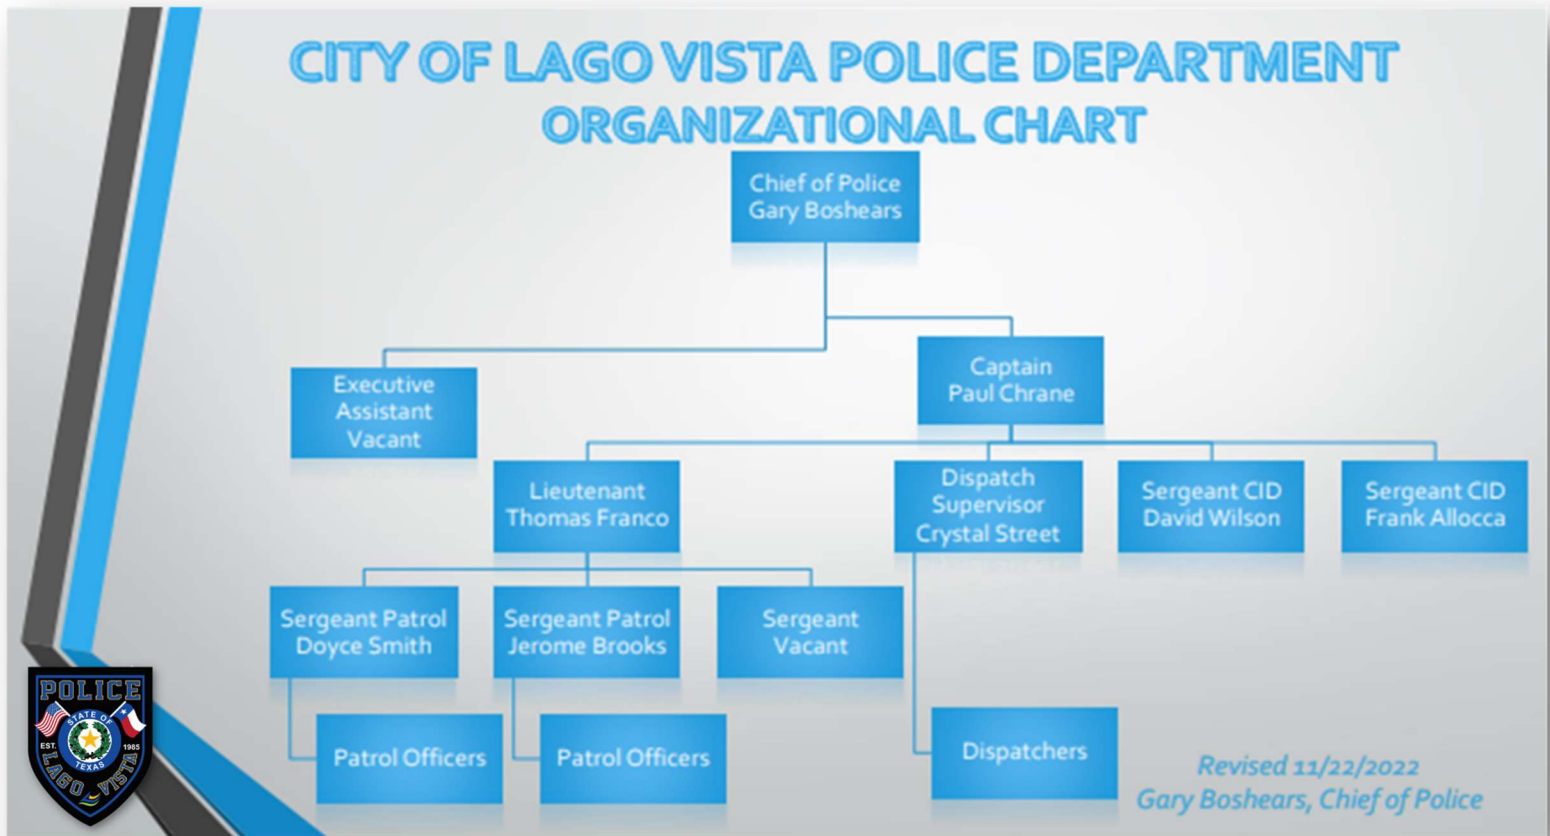 CITY OF LAGO VISTA POLICE DEPARTMENT
ORGANIZATIONAL CHART
Chief of Police
Gary Boshears
Executive
Assistant
Vacant
Captain
Paul Chrane
Lieutenant
Thomas Franco
Dispatch
Supervisor
Crystal Street
Sergeant CID
David Wilson
Sergeant CID
Frank Allocca
Sergeant Patrol
Doyce Smith
Sergeant Patrol
Jerome Brooks
Sergeant
Vacant
Patrol Officers
Patrol Officers
Dispatchers
Revised 11/22/2022
Gary Boshears, Chief of Police
POLICE
STATE OF
TEXAS
EST.
1985
LAGO VISTA